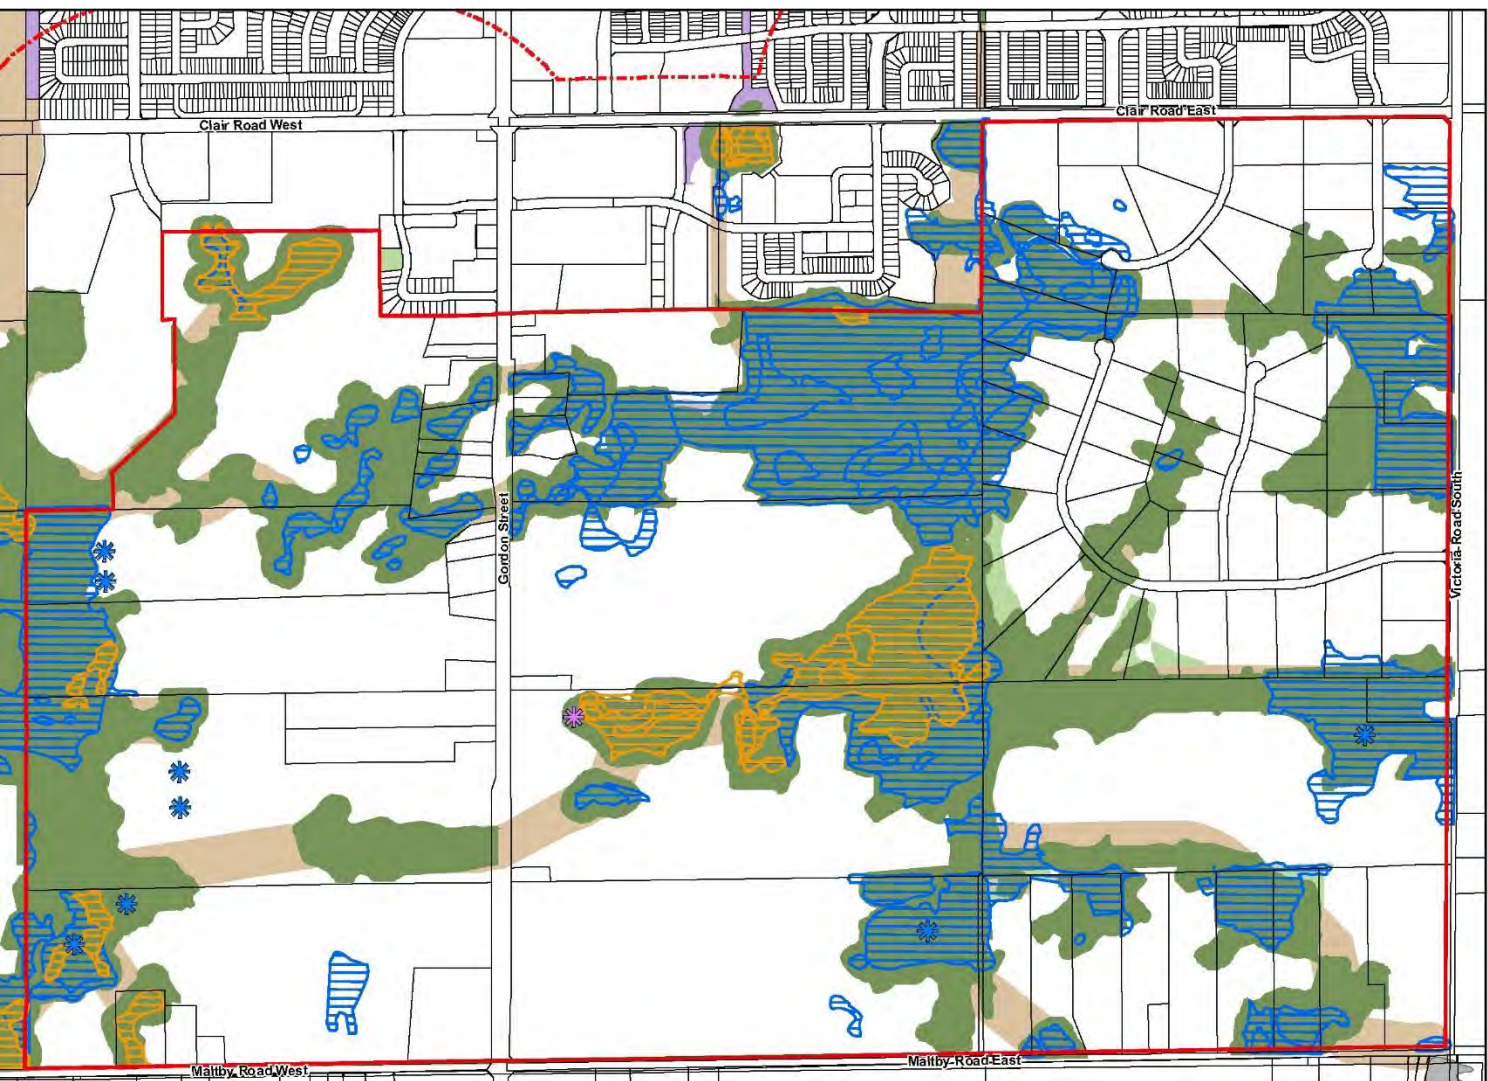 Clair Road East
Clair Road West
Gordon Street
Victoria Road South
Maltby Road East
Maltby Road West